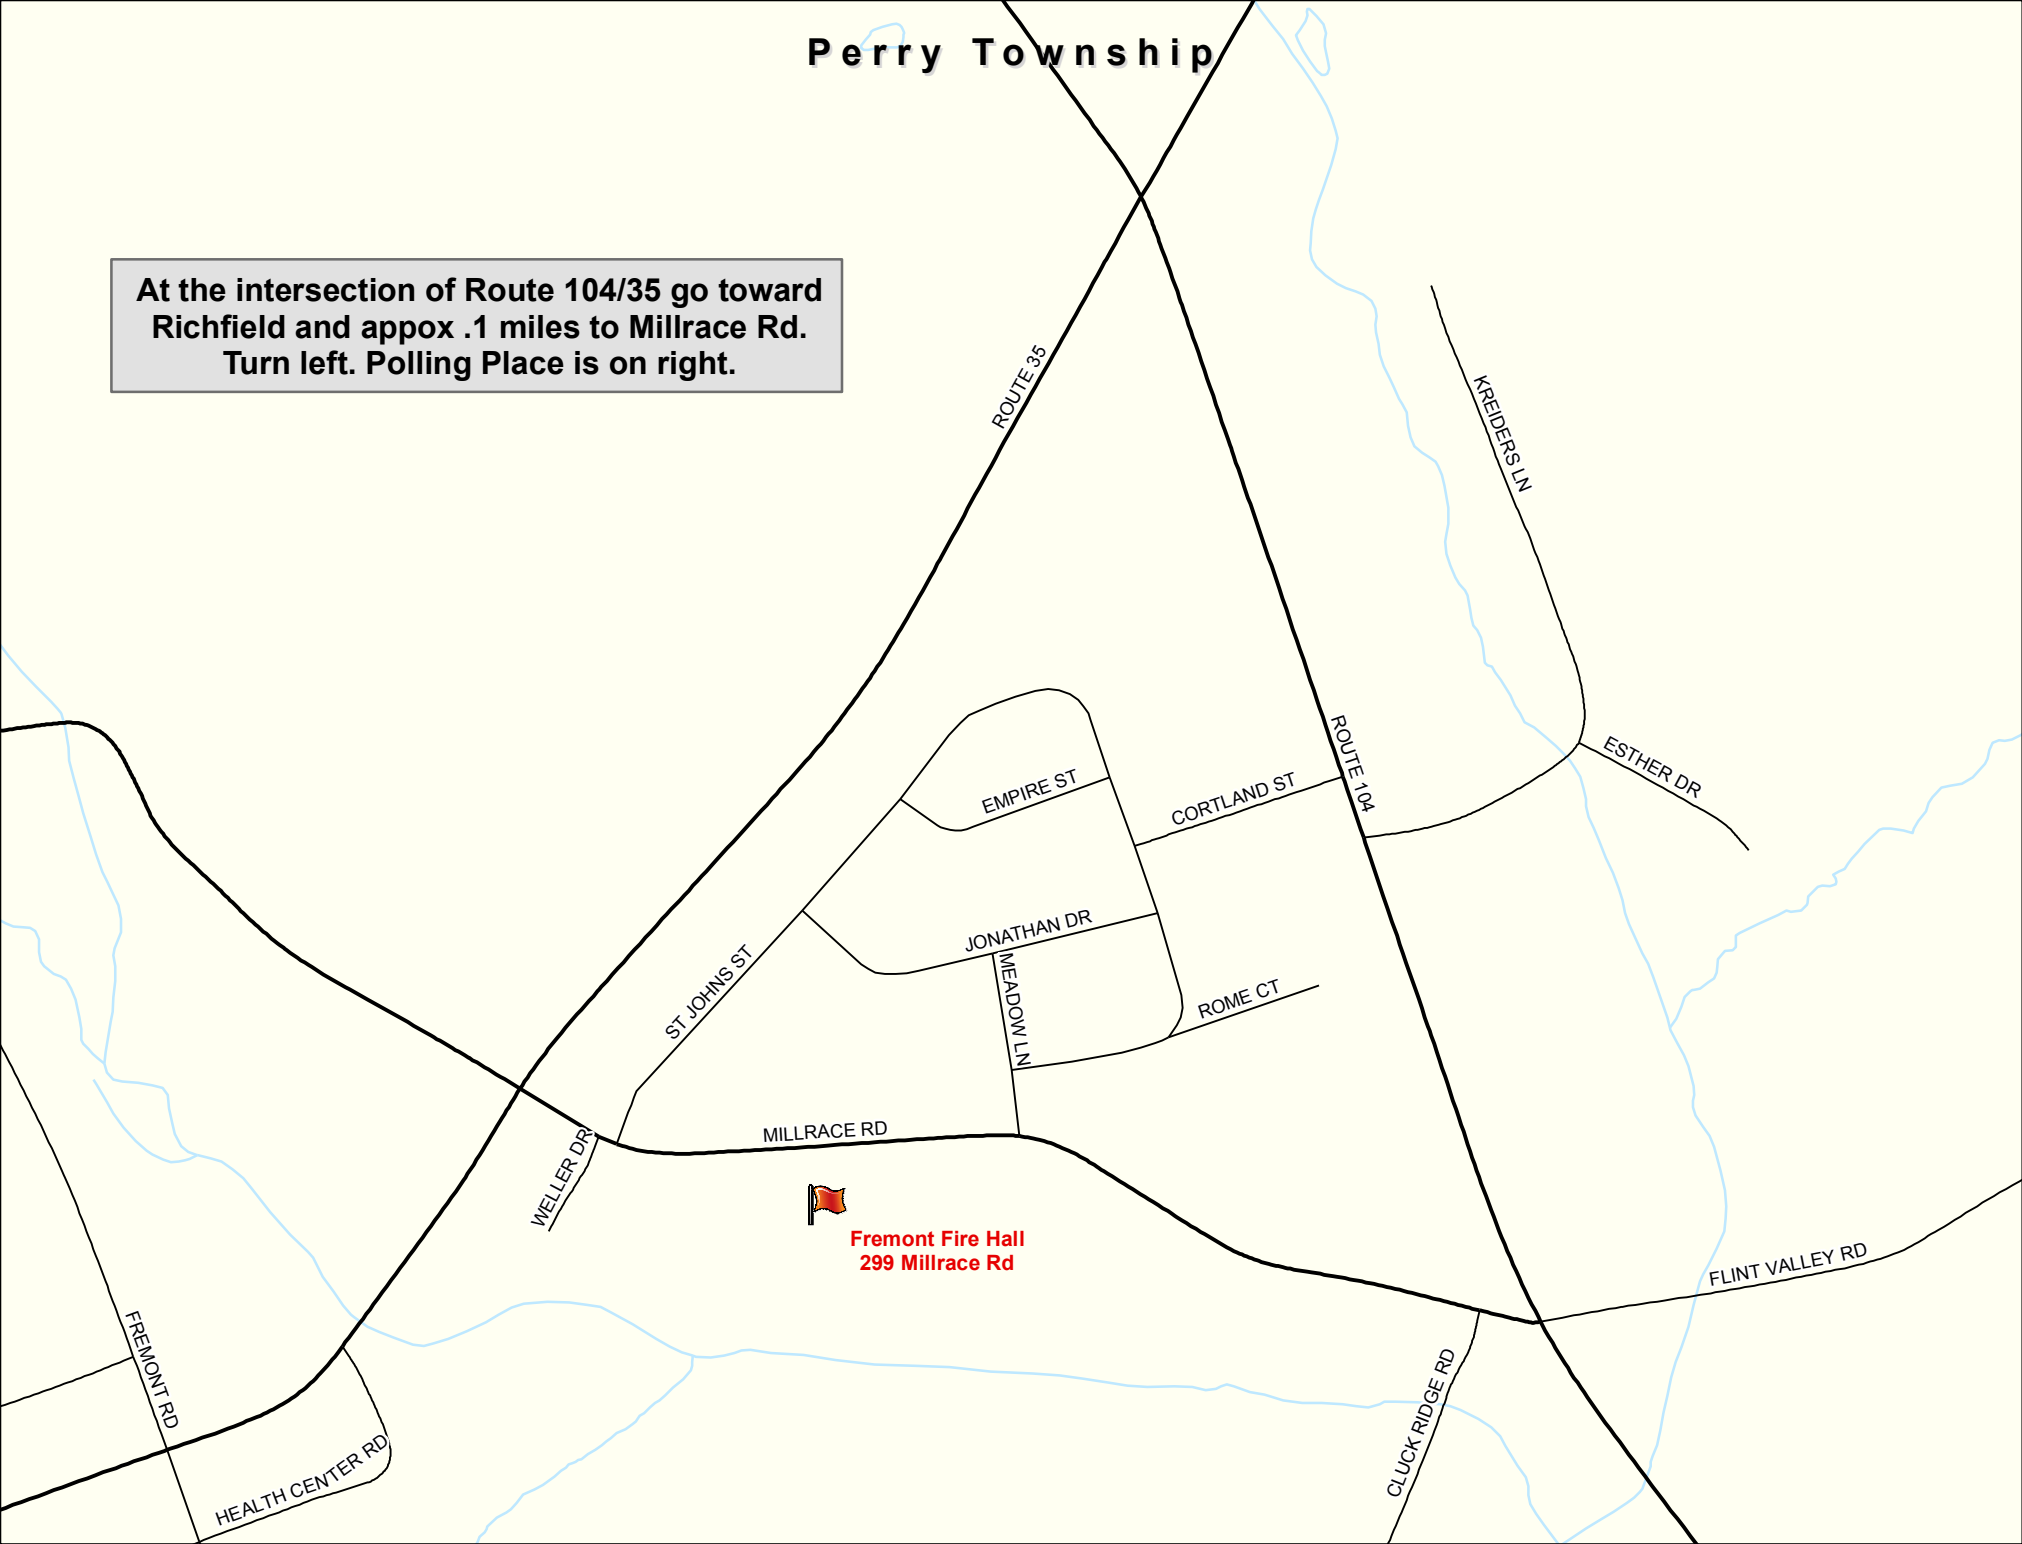 Perry Township
At the intersection of Route 104/35 go toward
Richfield and appox .1 miles to Millrace Rd.
Turn left. Polling Place is on right.
ROUTE 35
KREIDERS LN
ROUTE 104
ESTHER DR
EMPIRE ST
CORTLAND ST
JONATHAN DR
ST JOHNS ST
MEADOW LN
ROME CT
MILLRACE RD
WELLER DR
Fremont Fire Hall
299 Millrace Rd
FLINT VALLEY RD
FREMONT RD
CLUCK RIDGE RD
HEALTH CENTER RD